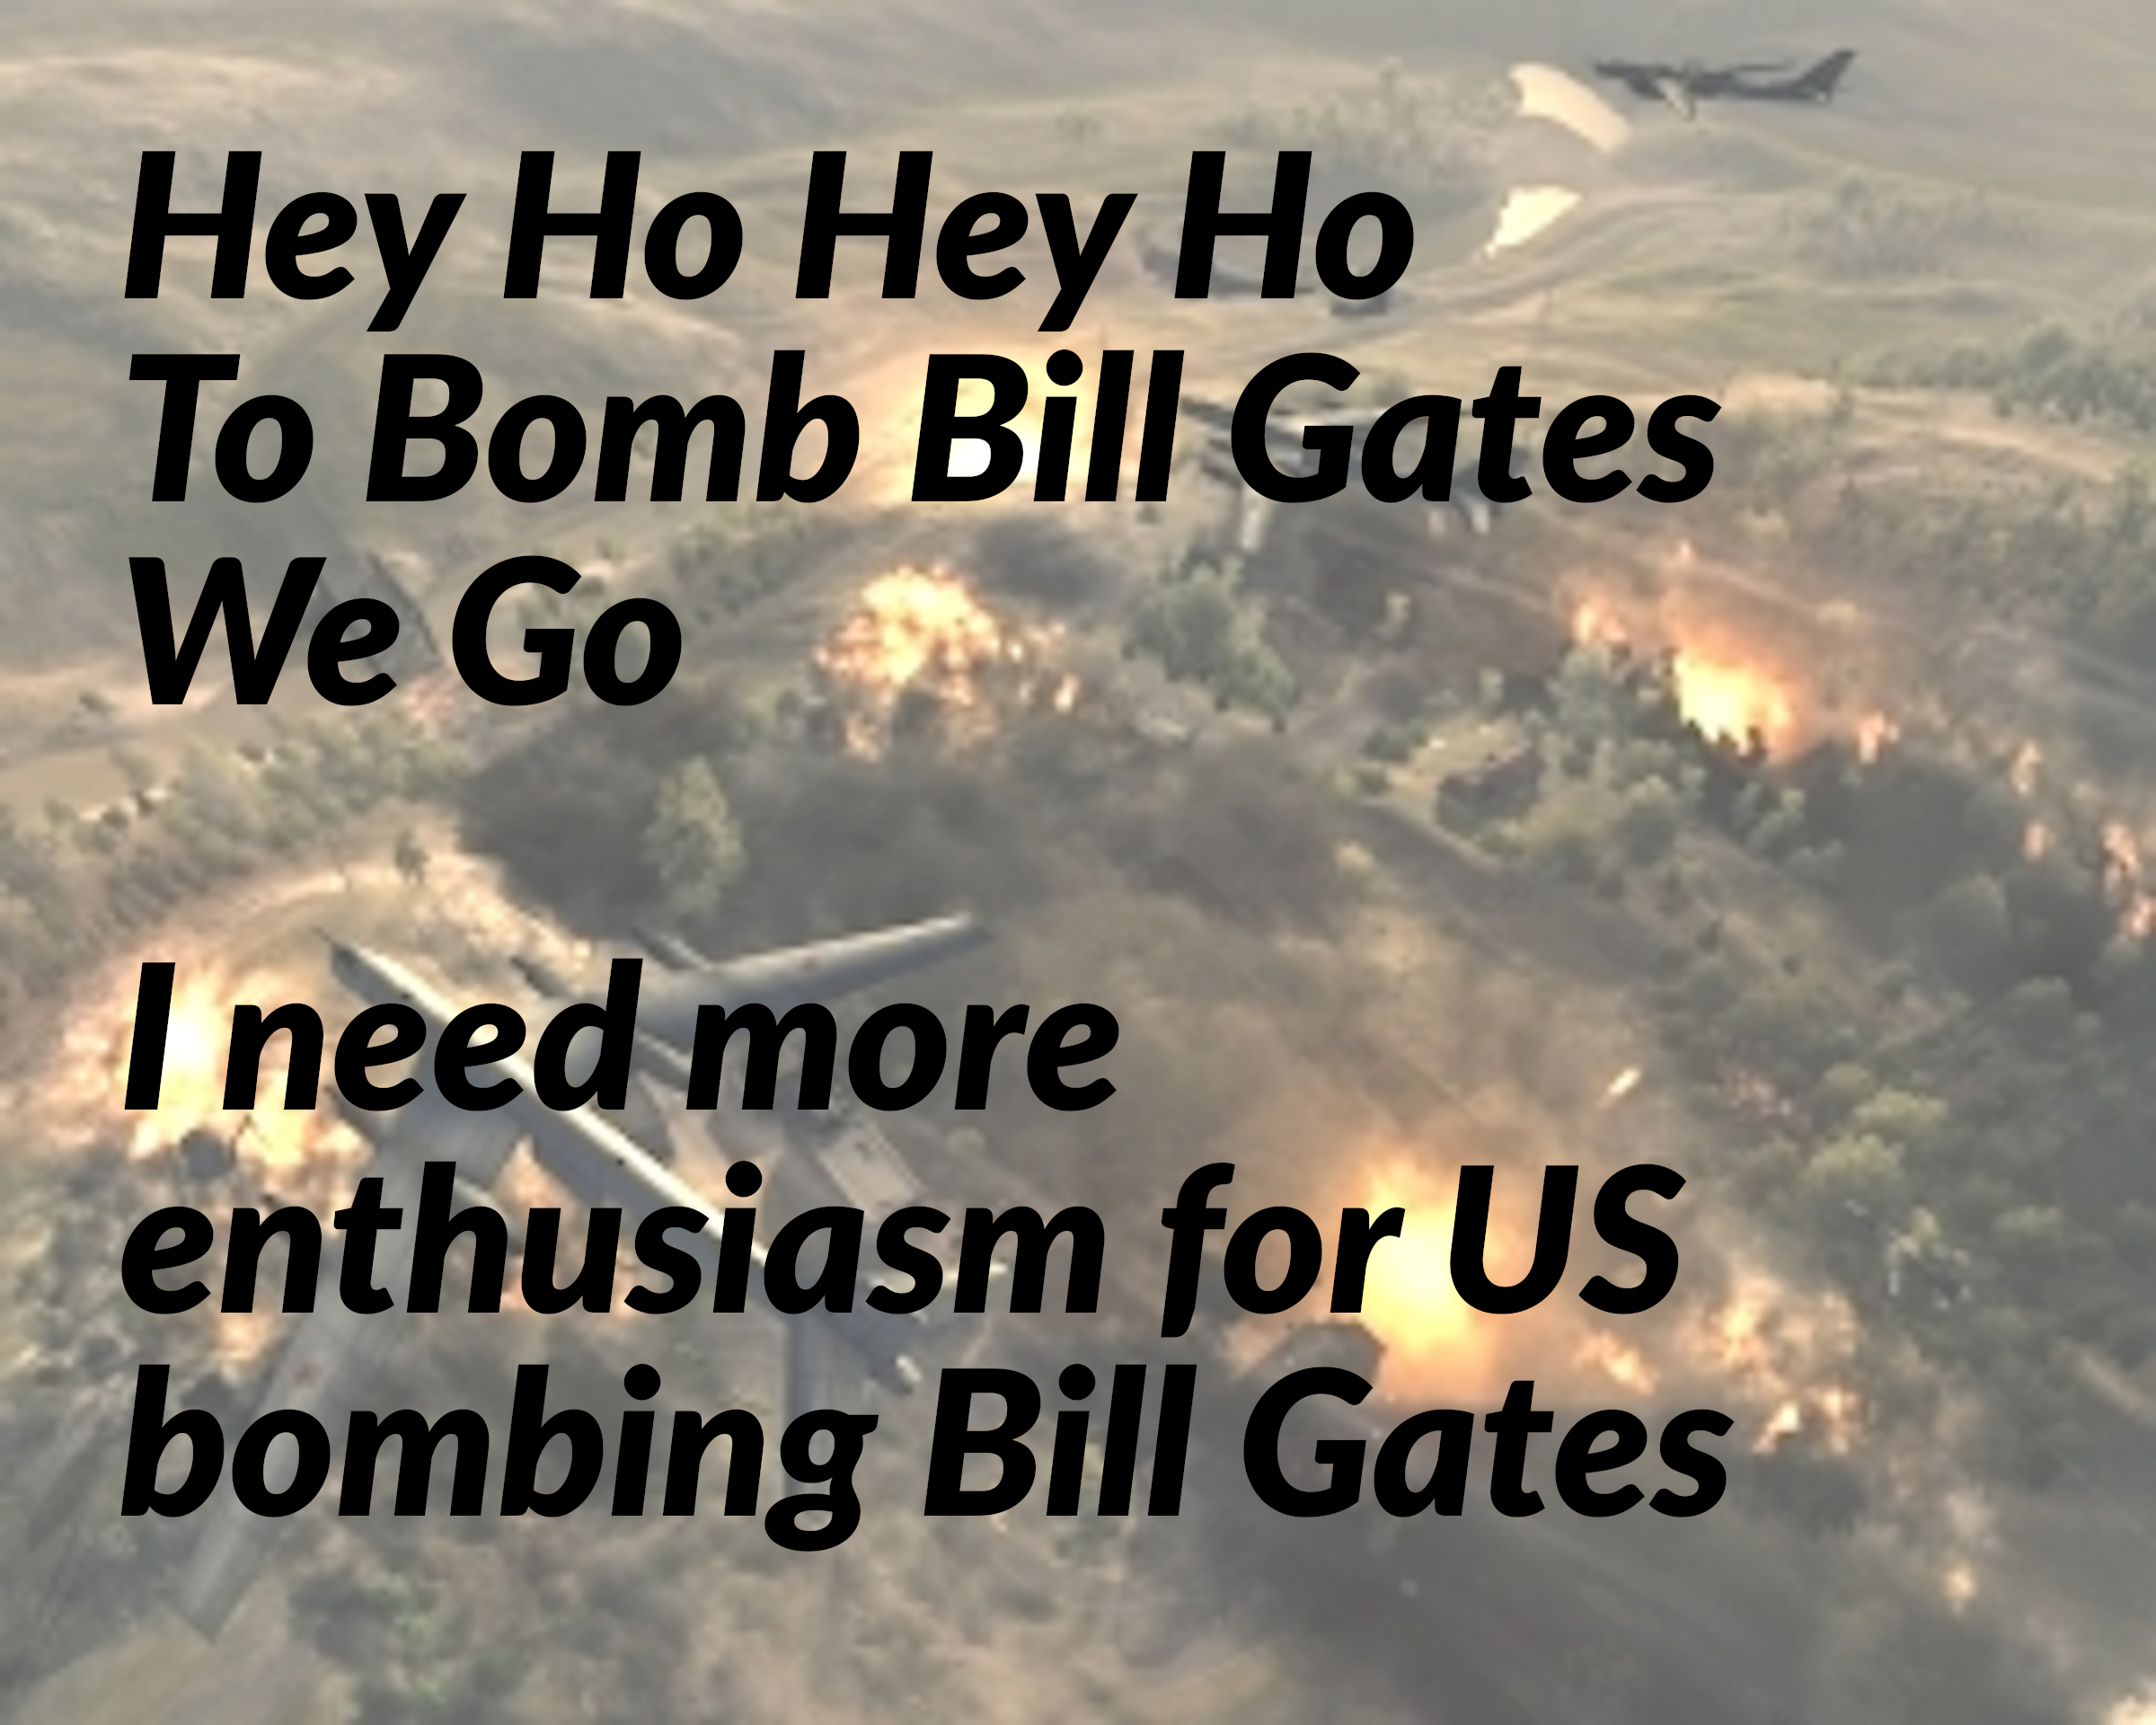 Hey Ho Hey Ho
To Bomb Bill Gates
We Go
I need more
enthusiasm for US
bombing Bill Gates